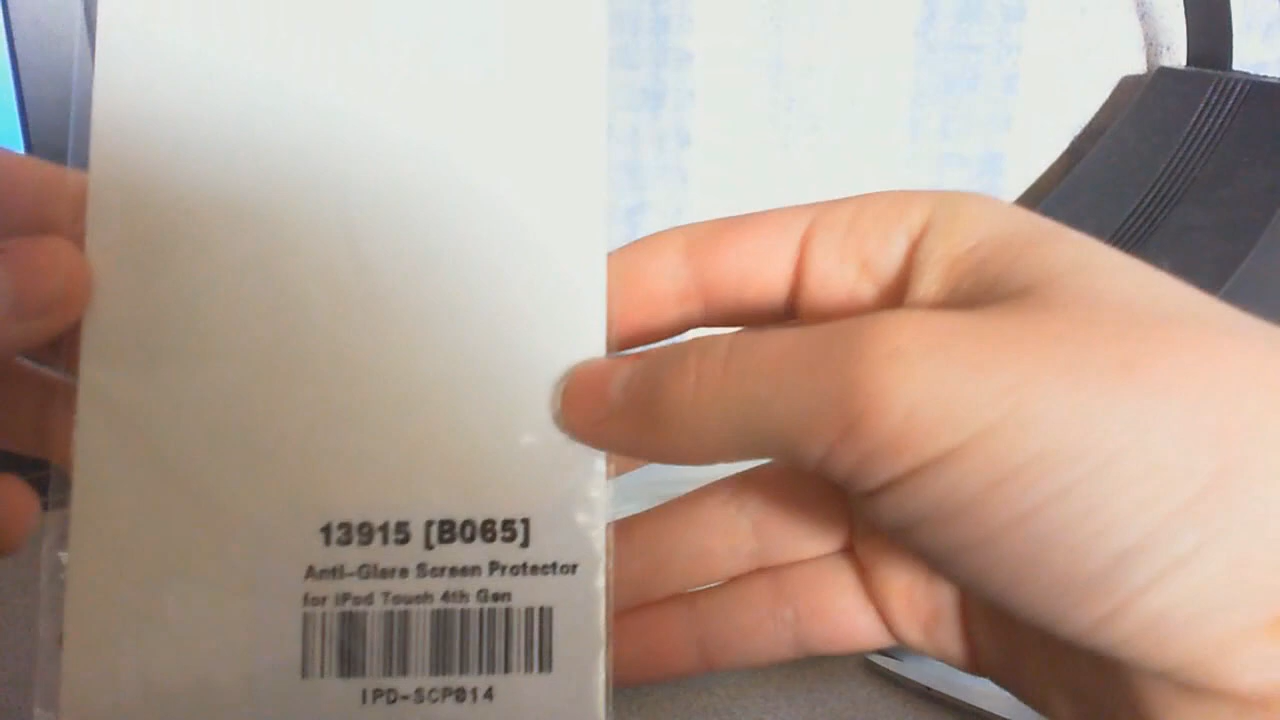 13915 [B065]
Anti-Glare Screen Protector
for iPod Touch 4th Gen
IPD-SCP014